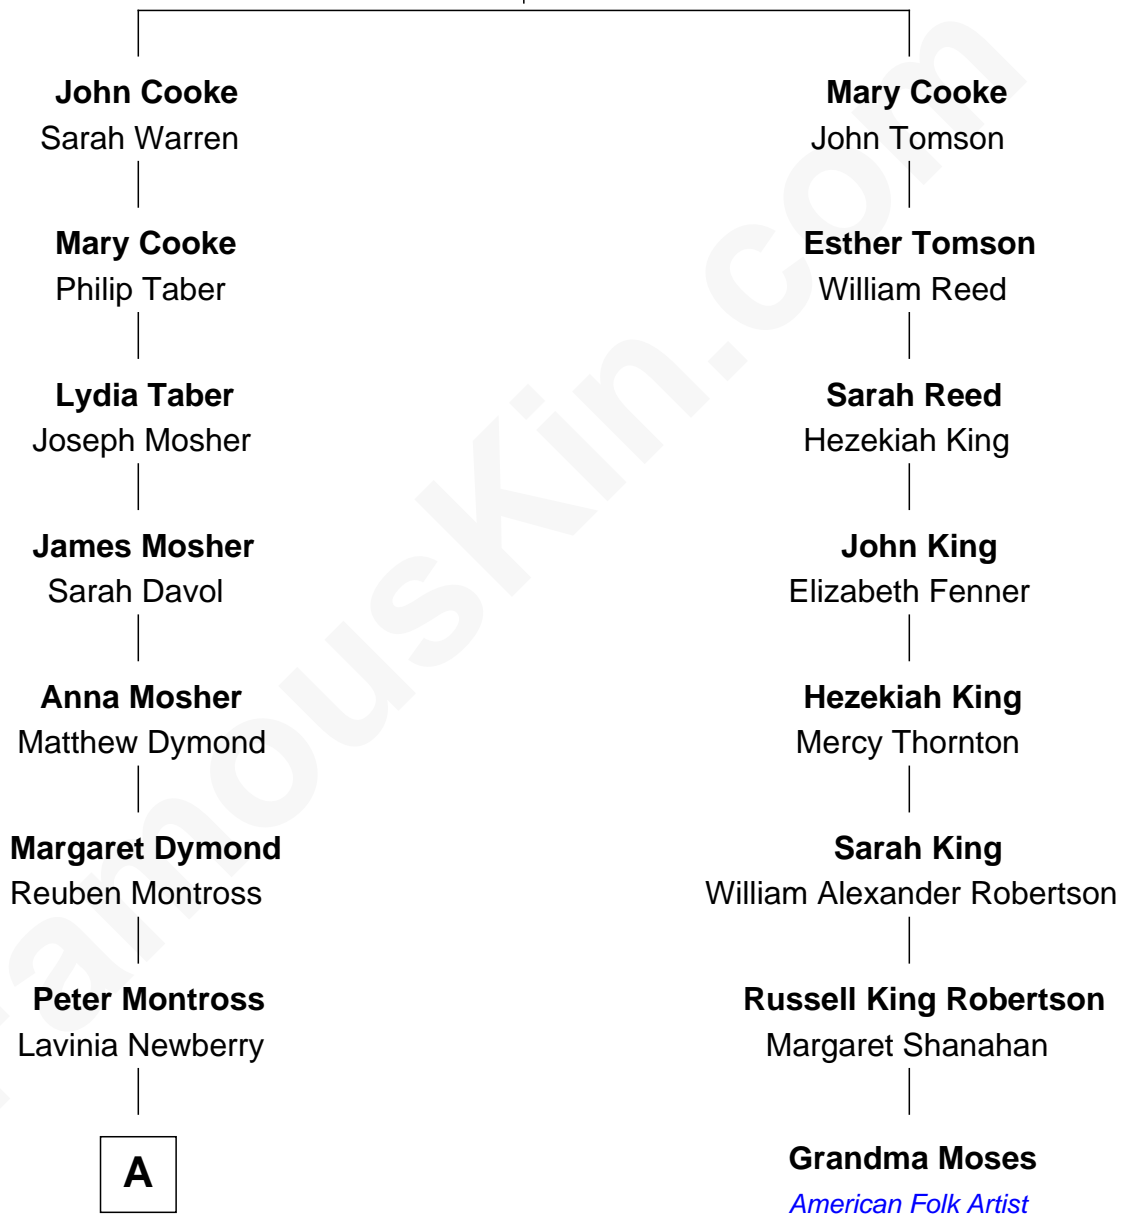 John Cooke
Sarah Warren
Mary Cooke
Philip Taber
Lydia Taber
Joseph Mosher
James Mosher
Sarah Davol
Anna Mosher
Matthew Dymond
Margaret Dymond
Reuben Montross
Peter Montross
Lavinia Newberry
A
Mary Cooke
John Tomson
Esther Tomson
William Reed
Sarah Reed
Hezekiah King
John King
Elizabeth Fenner
Hezekiah King
Mercy Thornton
Sarah King
William Alexander Robertson
Russell King Robertson
Margaret Shanahan
Grandma Moses
American Folk Artist
FamousKin.com